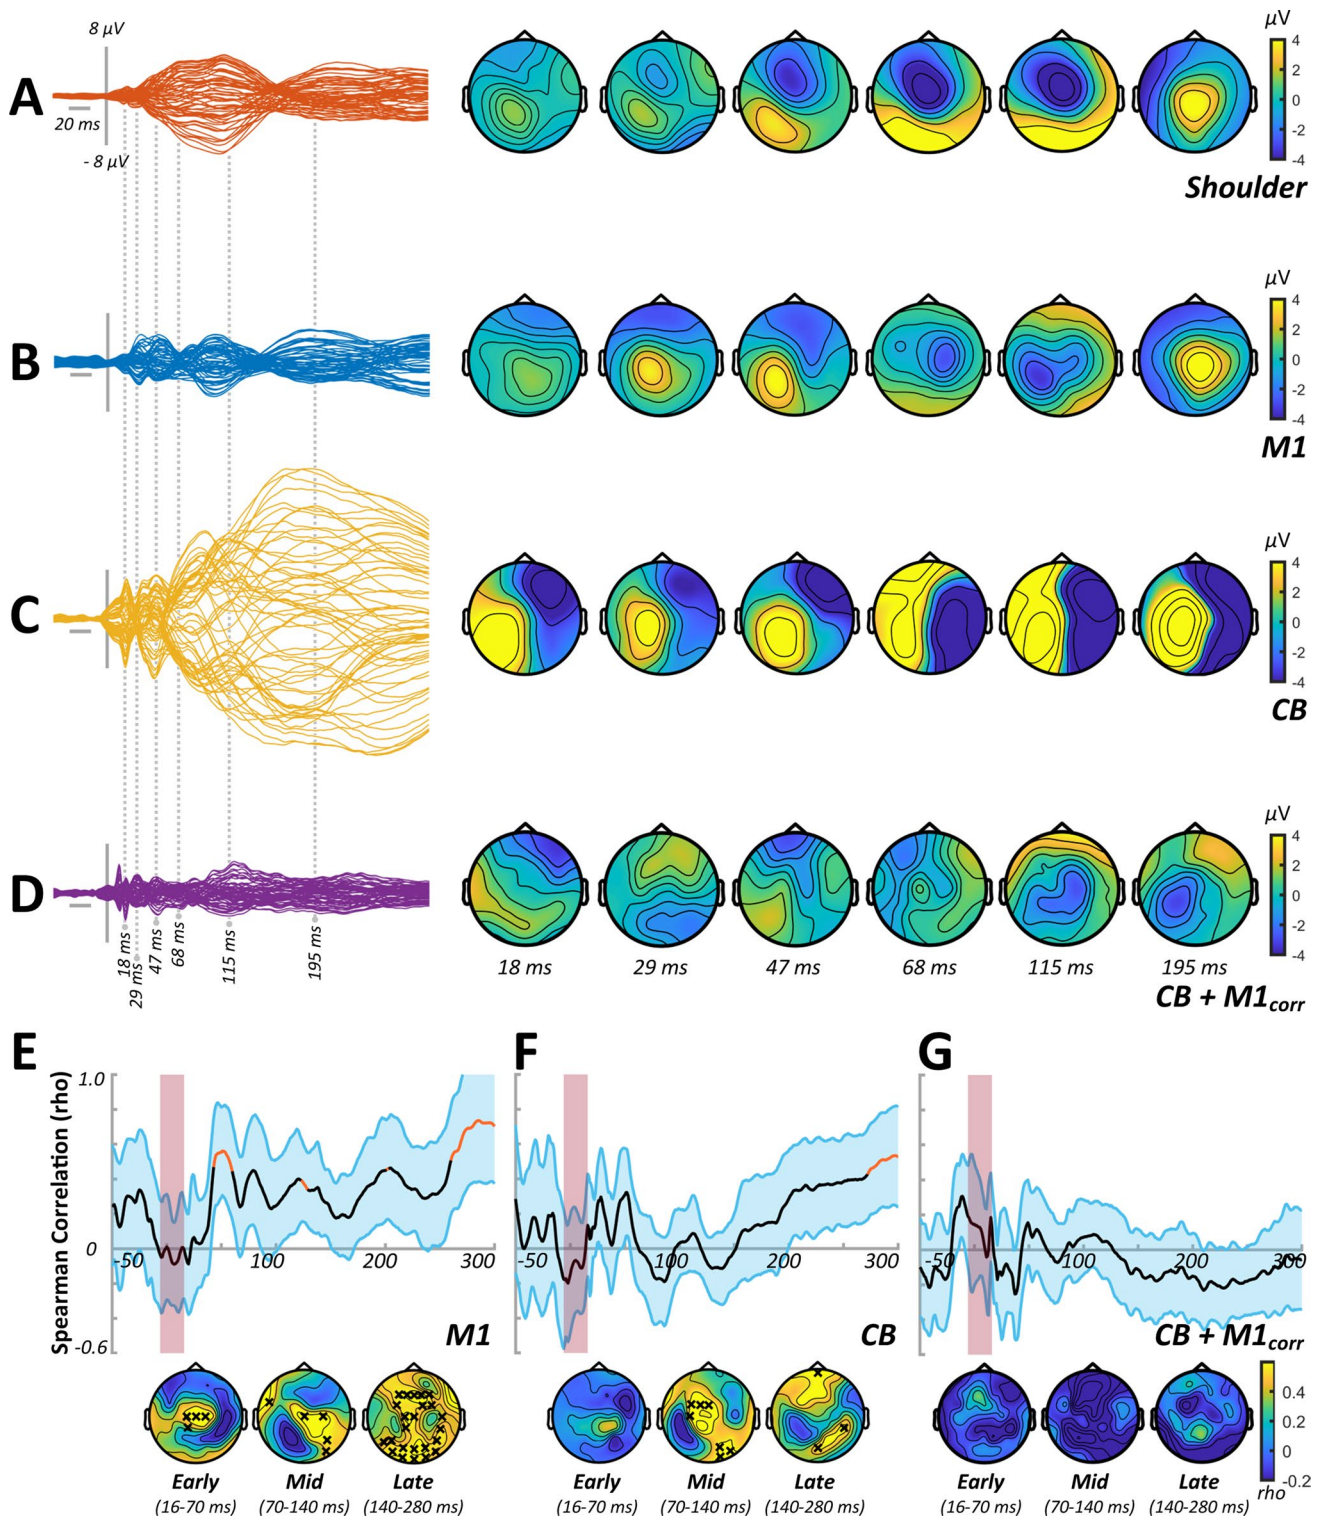 A
8 μV
20 ms
- 8 μV
μV
4
2
0
-2
-4
Shoulder
B
μV
4
2
0
-2
-4
M1
C
μV
4
2
0
-2
-4
CB
D
μV
4
2
0
-2
-4
18 ms
29 ms
47 ms
68 ms
115 ms
195 ms
18 ms
29 ms
47 ms
68 ms
115 ms
195 ms
CB + M1corr
E
Spearman Correlation (rho)
1.0
0
-0.6
-50
100
200
300
M1
Early
(16-70 ms)
Mid
(70-140 ms)
Late
(140-280 ms)
F
-50
100
200
300
CB
Early
(16-70 ms)
Mid
(70-140 ms)
Late
(140-280 ms)
G
-50
100
200
300
CB + M1corr
Early
(16-70 ms)
Mid
(70-140 ms)
Late
(140-280 ms)
0.4
0.2
0
-0.2
rho